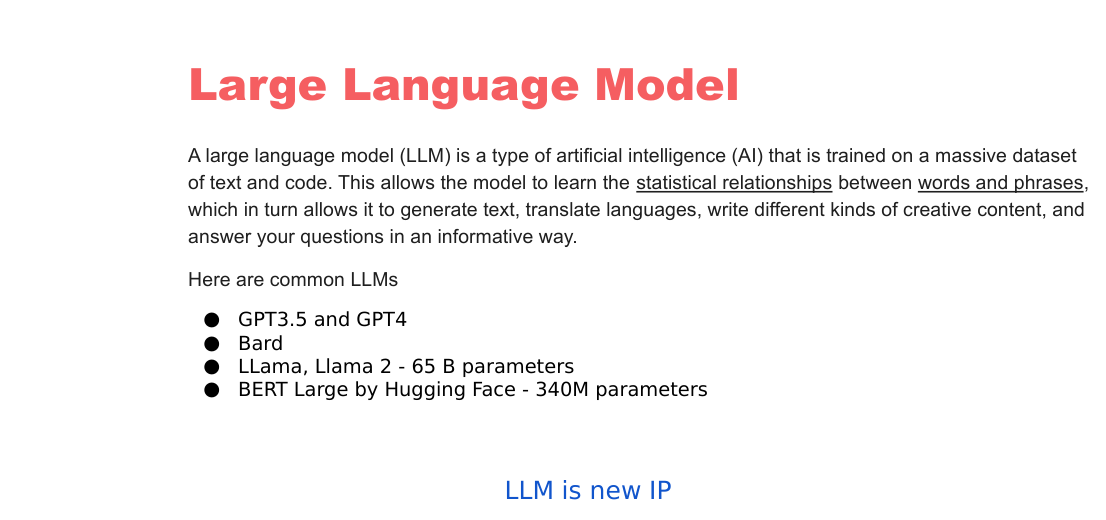 Large Language Model
A large language model (LLM) is a type of artificial intelligence (AI) that is trained on a massive dataset
of text and code. This allows the model to learn the statistical relationships between words and phrases,
which in turn allows it to generate text, translate languages, write different kinds of creative content, and
answer your questions in an informative way.
Here are common LLMs
● GPT3.5 and GPT4
● Bard
● LLama, Llama 2 - 65 B parameters
● BERT Large by Hugging Face - 340M parameters
LLM is new IP